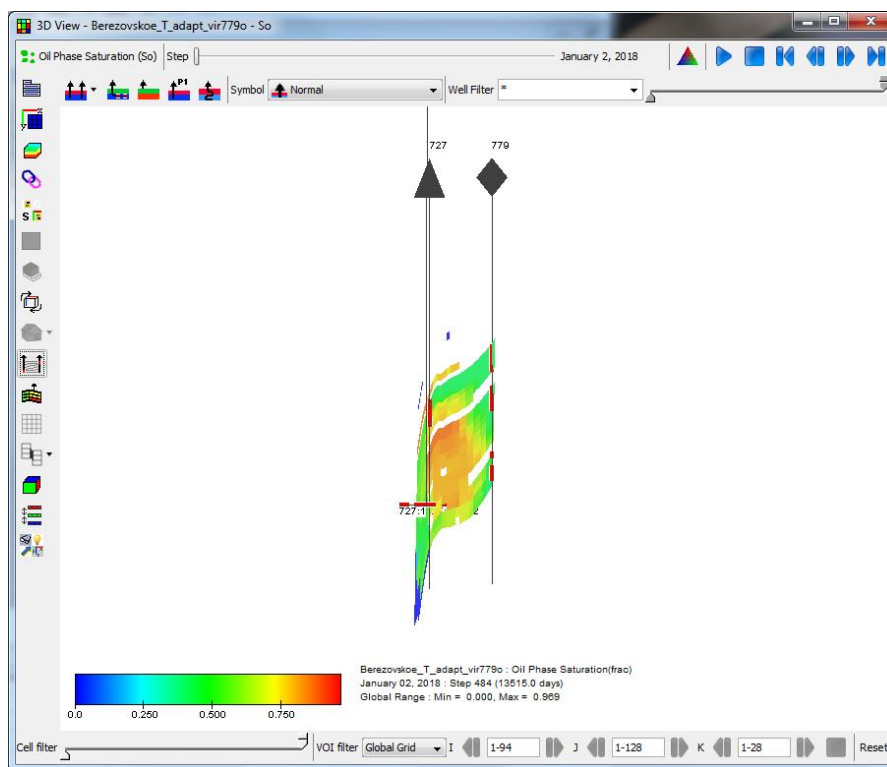 3D View - Berezovskoe_T_adapt_vir779o - So
Oil Phase Saturation (So) Step January 2, 2018
P1
Symbol Normal Well Filter *
S
727 779
727:1 2
0.0 0.250 0.500 0.750
Berezovskoe_T_adapt_vir779o : Oil Phase Saturation(frac)
January 02, 2018 : Step 484 (13515.0 days)
Global Range : Min = 0.000, Max = 0.969
Cell filter VOI filter Global Grid I 1-94 J 1-128 K 1-28 Reset